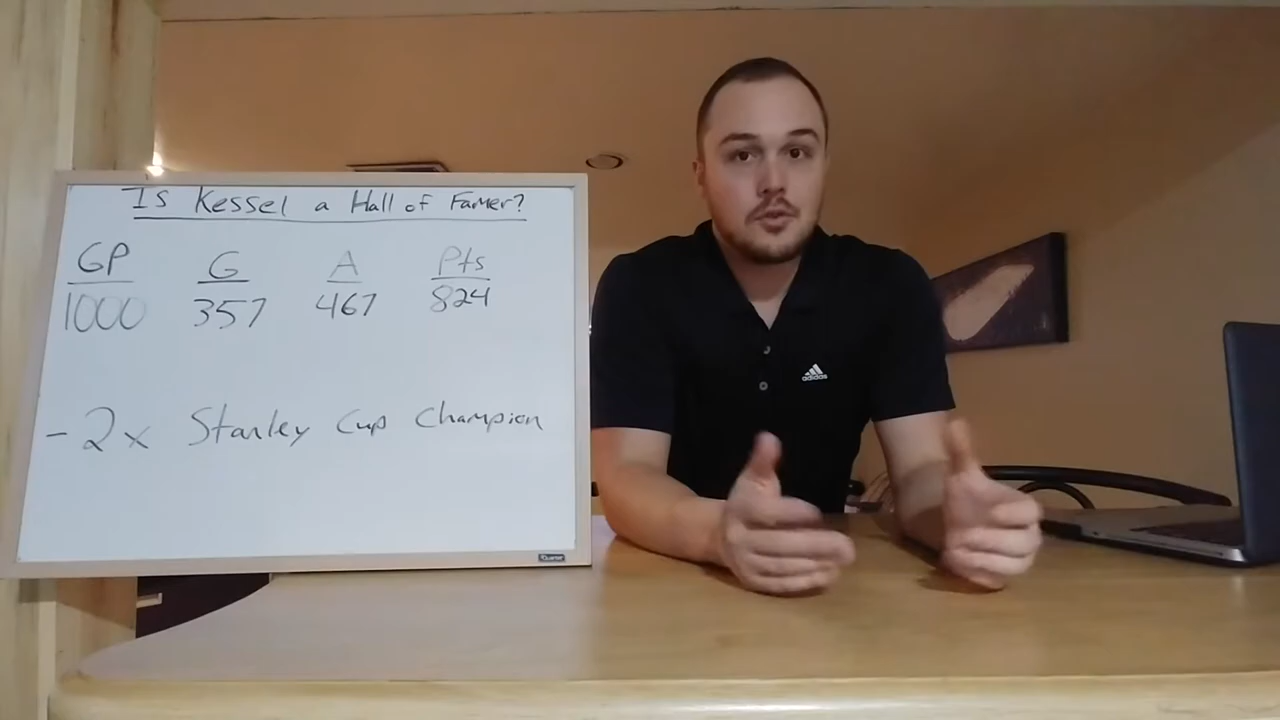 Is Kessel a Hall of Famer?
GP G A Pts
1000 357 467 824
- 2x Stanley Cup Champion
adidas